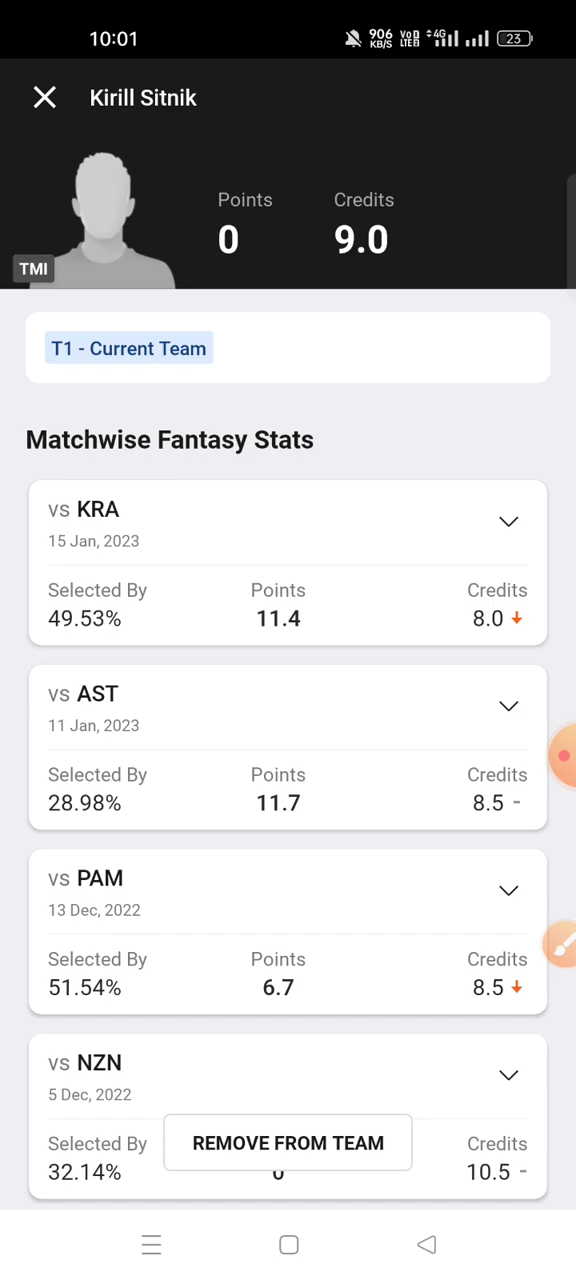 10:01
906 KB/S VoD LTE2 4G 23
Kirill Sitnik
Points Credits
0 9.0
TMI
T1 - Current Team
Matchwise Fantasy Stats
vs KRA
15 Jan, 2023
Selected By Points Credits
49.53% 11.4 8.0
vs AST
11 Jan, 2023
Selected By Points Credits
28.98% 11.7 8.5 -
vs PAM
13 Dec, 2022
Selected By Points Credits
51.54% 6.7 8.5
vs NZN
5 Dec, 2022
Selected By REMOVE FROM TEAM Credits
32.14% 10.5 -